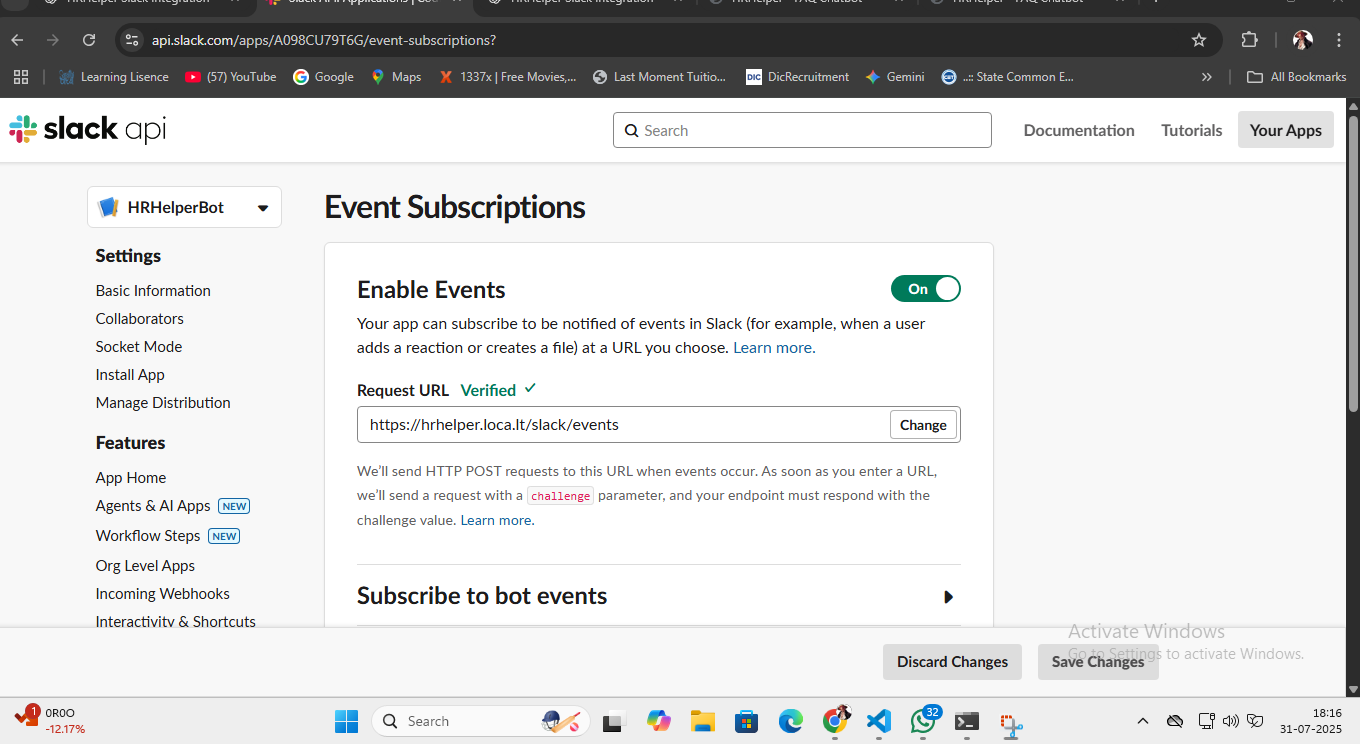 HRHelper Slack Integration
Slack API: Applications | Cod
HRHelper Slack Integration
HRHelper - FAQ Chatbot
HRHelper - FAQ Chatbot
api.slack.com/apps/A098CU79T6G/event-subscriptions?
Learning Lisence
(57) YouTube
Google
Maps
1337x | Free Movies,...
Last Moment Tuitio...
DIC
DicRecruitment
Gemini
..:: State Common E...
»
All Bookmarks
slack api
Search
Documentation
Tutorials
Your Apps
HRHelperBot
Settings
Basic Information
Collaborators
Socket Mode
Install App
Manage Distribution
Features
App Home
Agents & AI Apps NEW
Workflow Steps NEW
Org Level Apps
Incoming Webhooks
Interactivity & Shortcuts
Event Subscriptions
Enable Events
On
Your app can subscribe to be notified of events in Slack (for example, when a user
adds a reaction or creates a file) at a URL you choose. Learn more.
Request URL Verified ✓
https://hrhelper.loca.lt/slack/events
Change
We'll send HTTP POST requests to this URL when events occur. As soon as you enter a URL,
we'll send a request with a challenge parameter, and your endpoint must respond with the
challenge value. Learn more.
Subscribe to bot events
Discard Changes
Save Changes
Activate Windows
Go to Settings to activate Windows.
1
0R0O
-12.17%
Search
32
18:16
31-07-2025